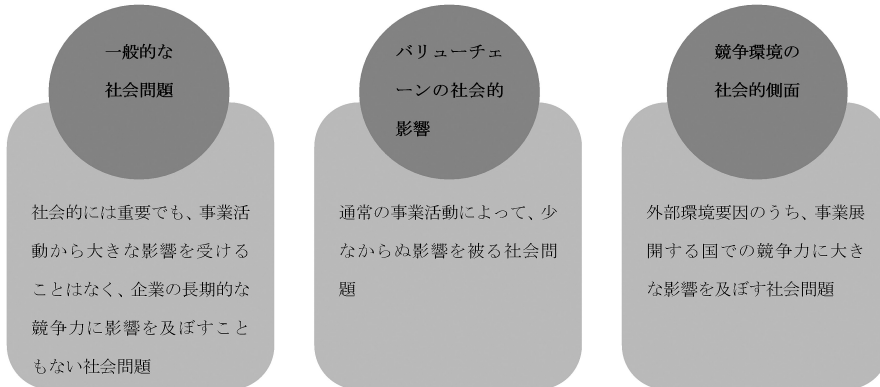 一般的な
社会問題
社会的には重要でも、事業活
動から大きな影響を受ける
ことはなく、企業の長期的な
競争力に影響を及ぼすこと
もない社会問題
バリューチェ
ーンの社会的
影響
通常の事業活動によって、少
なからぬ影響を被る社会問
題
競争環境の
社会的側面
外部環境要因のうち、事業展
開する国での競争力に大き
な影響を及ぼす社会問題